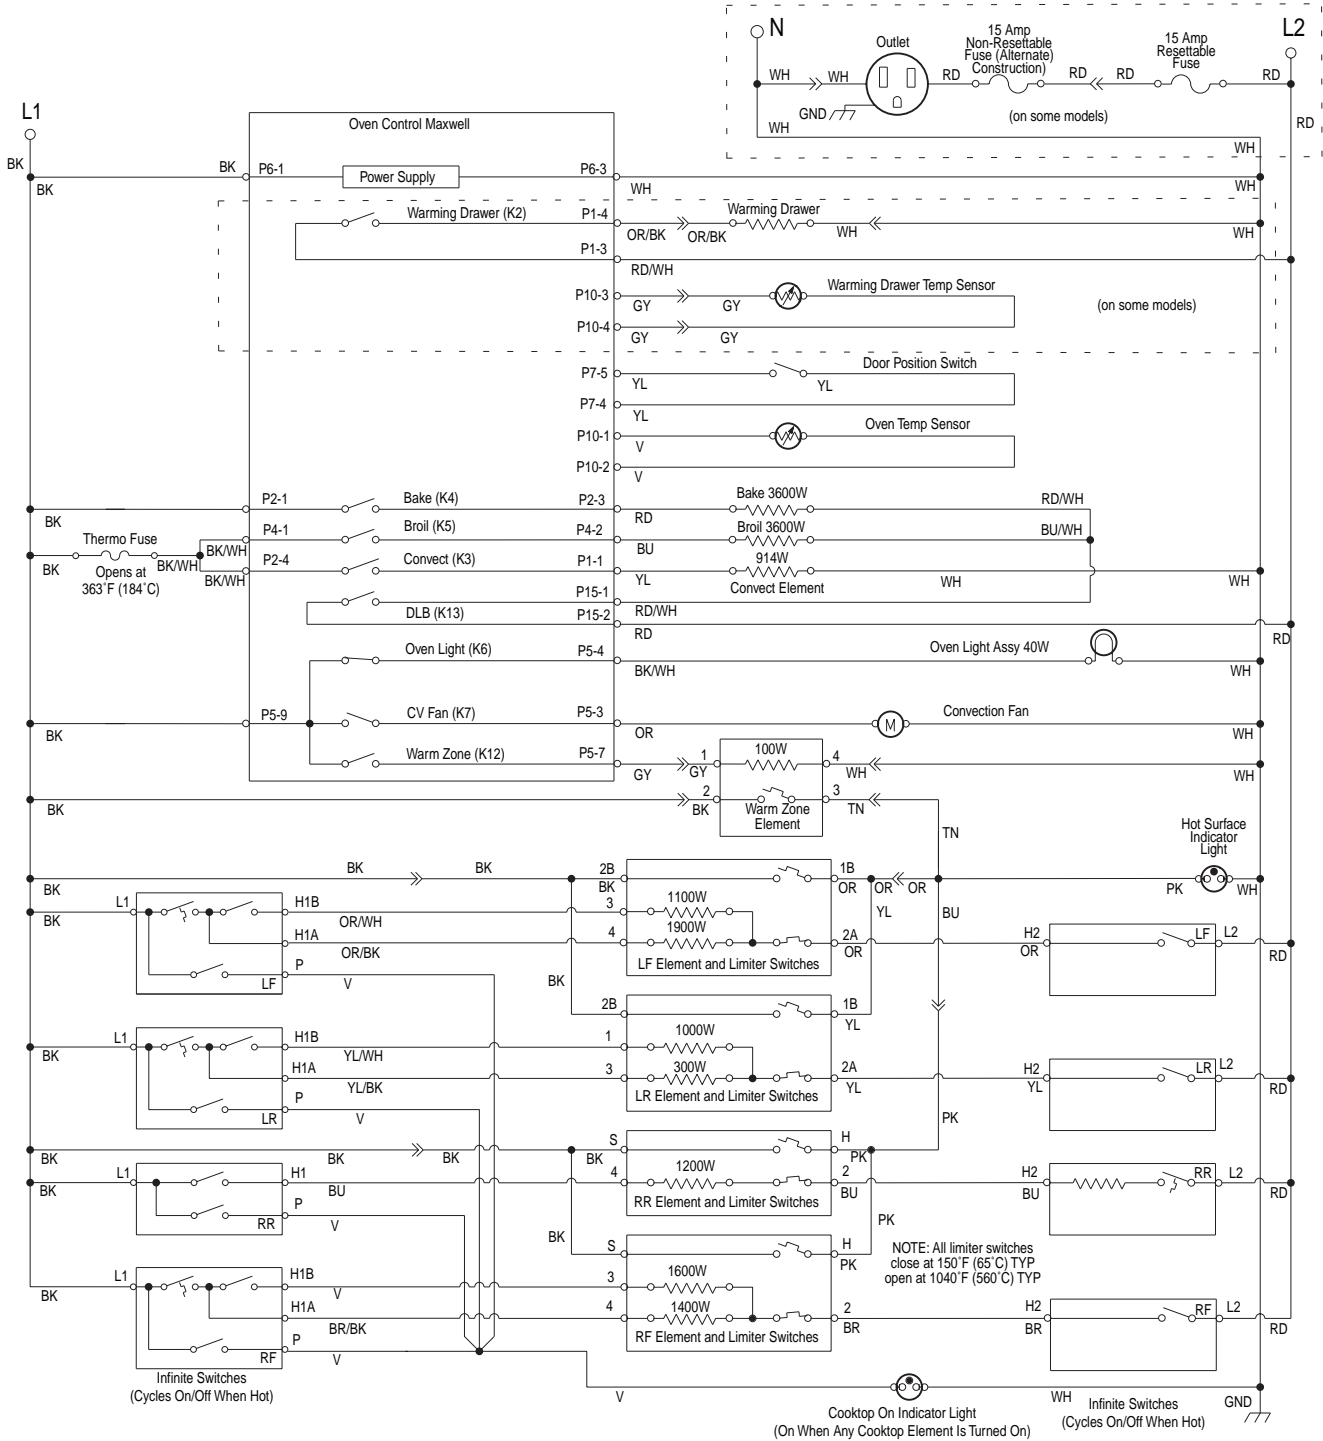 N
L2
Outlet
15 Amp
Non-Resettable
Fuse (Alternate)
Construction)
15 Amp
Resettable
Fuse
WH
WH
RD
RD
RD
RD
GND
(on some models)
RD
WH
WH
L1
BK
BK
Oven Control Maxwell
BK
P6-1
Power Supply
P6-3
WH
WH
Warming Drawer (K2)
P1-4
OR/BK
OR/BK
Warming Drawer
WH
WH
P1-3
RD/WH
P10-3
GY
GY
Warming Drawer Temp Sensor
(on some models)
P10-4
GY
GY
P7-5
YL
YL
Door Position Switch
P7-4
YL
P10-1
V
Oven Temp Sensor
P10-2
V
BK
P2-1
Bake (K4)
P2-3
RD
Bake 3600W
RD/WH
Thermo Fuse
BK
Opens at
363˚F (184˚C)
BK/WH
BK/WH
P4-1
Broil (K5)
P4-2
BU
Broil 3600W
BU/WH
BK/WH
P2-4
Convect (K3)
P1-1
YL
914W
Convect Element
WH
WH
P15-1
RD/WH
DLB (K13)
P15-2
RD
RD
Oven Light (K6)
P5-4
BK/WH
Oven Light Assy 40W
WH
BK
P5-9
CV Fan (K7)
P5-3
OR
M
Convection Fan
WH
Warm Zone (K12)
P5-7
GY
GY
1
100W
4
WH
WH
BK
BK
2
3
TN
Warm Zone
Element
TN
Hot Surface
Indicator
Light
PK
WH
BK
BK
BK
2B
BK
1B
OR
OR
OR
YL
BU
BK
L1
H1B
OR/WH
3
1100W
H1A
OR/BK
4
1900W
2A
OR
H2
OR
LF
L2
RD
P
LF
V
LF Element and Limiter Switches
BK
2B
1B
YL
BK
L1
H1B
YL/WH
1
1000W
H1A
YL/BK
3
300W
2A
YL
H2
YL
LR
L2
RD
P
LR
V
LR Element and Limiter Switches
PK
BK
BK
BK
S
BK
H
PK
BK
L1
H1
BU
4
1200W
2
BU
H2
BU
RR
L2
RD
P
RR
V
RR Element and Limiter Switches
PK
BK
S
H
PK
NOTE: All limiter switches
close at 150˚F (65˚C) TYP
open at 1040˚F (560˚C) TYP
BK
L1
H1B
V
3
1600W
H1A
BR/BK
4
1400W
2
BR
H2
BR
RF
L2
RD
P
RF
V
RF Element and Limiter Switches
Infinite Switches
(Cycles On/Off When Hot)
V
WH
GND
Cooktop On Indicator Light
(On When Any Cooktop Element Is Turned On)
Infinite Switches
(Cycles On/Off When Hot)